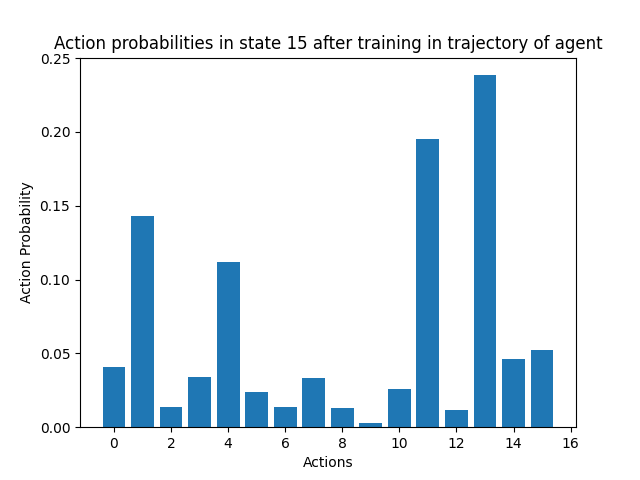 Action probabilities in state 15 after training in trajectory of agent
0.25
0.20
0.15
0.10
0.05
0.00
Action Probability
0 2 4 6 8 10 12 14 16
Actions